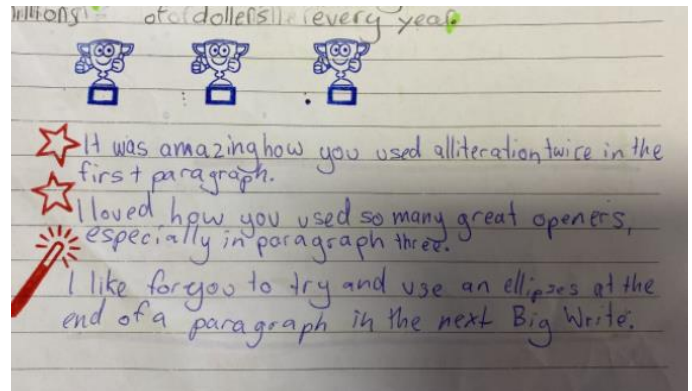 millions of dollers every year.
It was amazing how you used alliteration twice in the
first paragraph.
I loved how you used so many great openers,
especially in paragraph three.
I like for you to try and use an ellipses at the
end of a paragraph in the next Big Write.